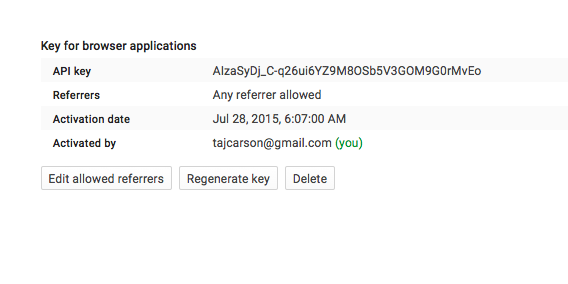 Key for browser applications
API key AIzaSyDj_C-q26ui6YZ9M8OSb5V3GOM9G0rMvEo
Referrers Any referrer allowed
Activation date Jul 28, 2015, 6:07:00 AM
Activated by tajcarson@gmail.com (you)
Edit allowed referrers Regenerate key Delete